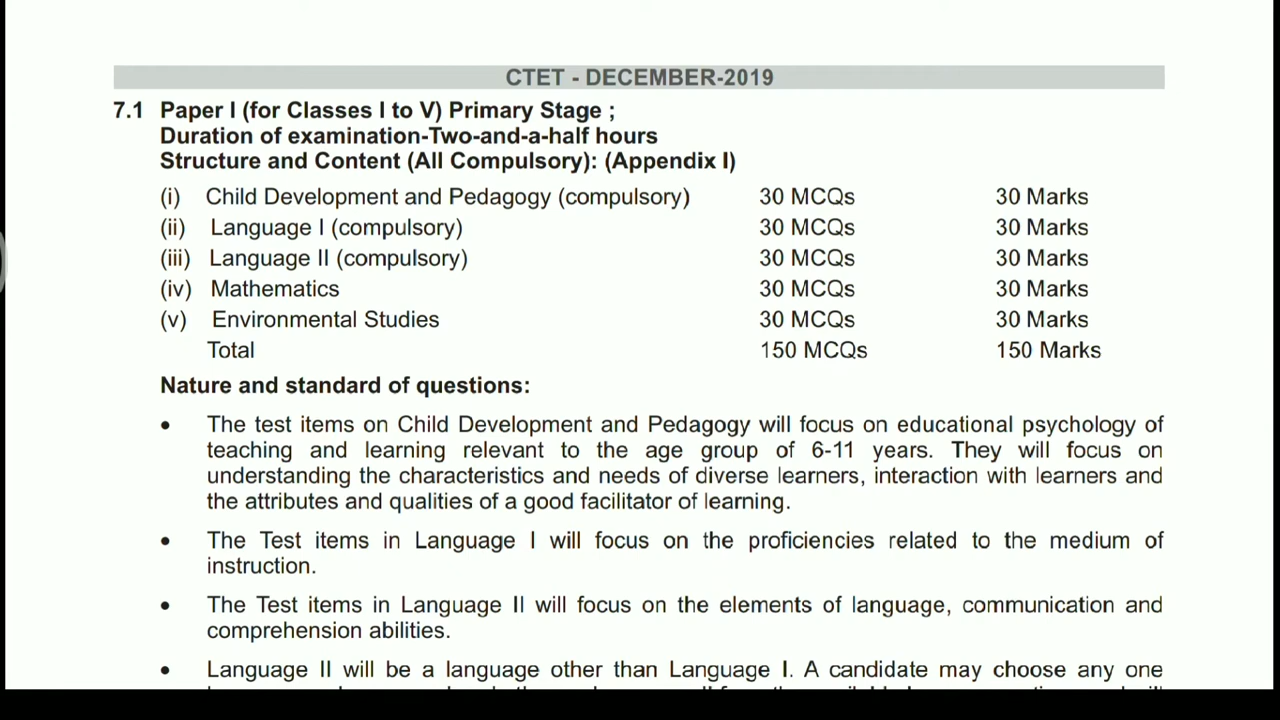 CTET - DECEMBER-2019
7.1 Paper I (for Classes I to V) Primary Stage ;
Duration of examination-Two-and-a-half hours
Structure and Content (All Compulsory): (Appendix I)
(i) Child Development and Pedagogy (compulsory) 30 MCQs 30 Marks
(ii) Language I (compulsory) 30 MCQs 30 Marks
(iii) Language II (compulsory) 30 MCQs 30 Marks
(iv) Mathematics 30 MCQs 30 Marks
(v) Environmental Studies 30 MCQs 30 Marks
Total 150 MCQs 150 Marks
Nature and standard of questions:
• The test items on Child Development and Pedagogy will focus on educational psychology of
teaching and learning relevant to the age group of 6-11 years. They will focus on
understanding the characteristics and needs of diverse learners, interaction with learners and
the attributes and qualities of a good facilitator of learning.
• The Test items in Language I will focus on the proficiencies related to the medium of
instruction.
• The Test items in Language II will focus on the elements of language, communication and
comprehension abilities.
• Language II will be a language other than Language I. A candidate may choose any one